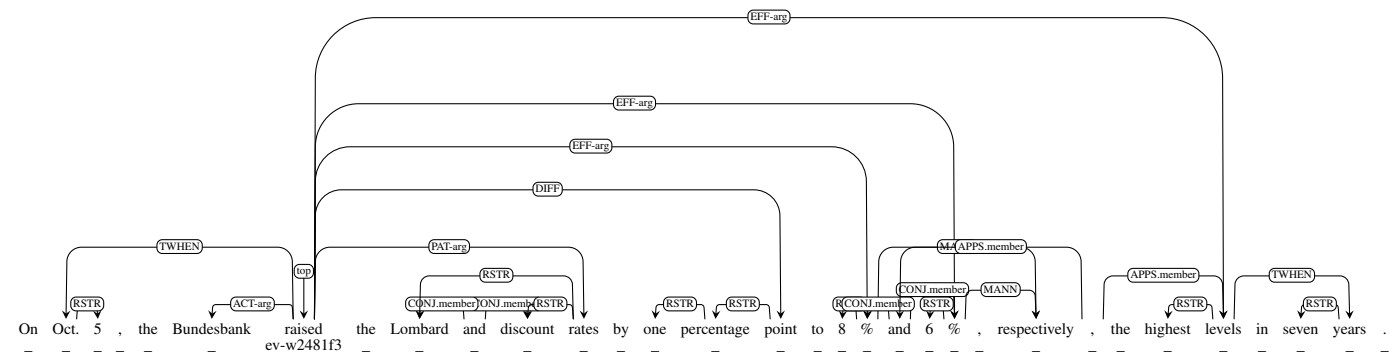 EFF-arg
EFF-arg
EFF-arg
DIFF
TWHEN PAT-arg APPS.member
top
RSTR APPS.member TWHEN
CONJ.member MANN
RSTR ACT-arg CONJ.member RSTR RSTR RSTR CONJ.member RSTR RSTR RSTR
On Oct. 5 , the Bundesbank raised the Lombard and discount rates by one percentage point to 8 % and 6 % , respectively , the highest levels in seven years .
_ _ _ _ _ _ ev-w2481f3 _ _ _ _ _ _ _ _ _ _ _ _ _ _ _ _ _ _ _ _ _ _ _ _ _